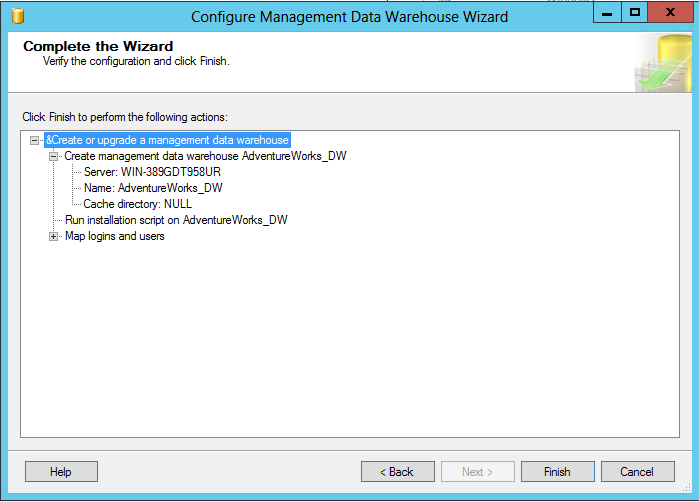 Configure Management Data Warehouse Wizard
Complete the Wizard
Verify the configuration and click Finish.
Click Finish to perfom the following actions:
&Create or upgrade a management data warehouse
Create management data warehouse AdventureWorks_DW
Server: WIN-389GDT958UR
Name: AdventureWorks_DW
Cache directory: NULL
Run installation script on AdventureWorks_DW
Map logins and users
Help
< Back
Next >
Finish
Cancel